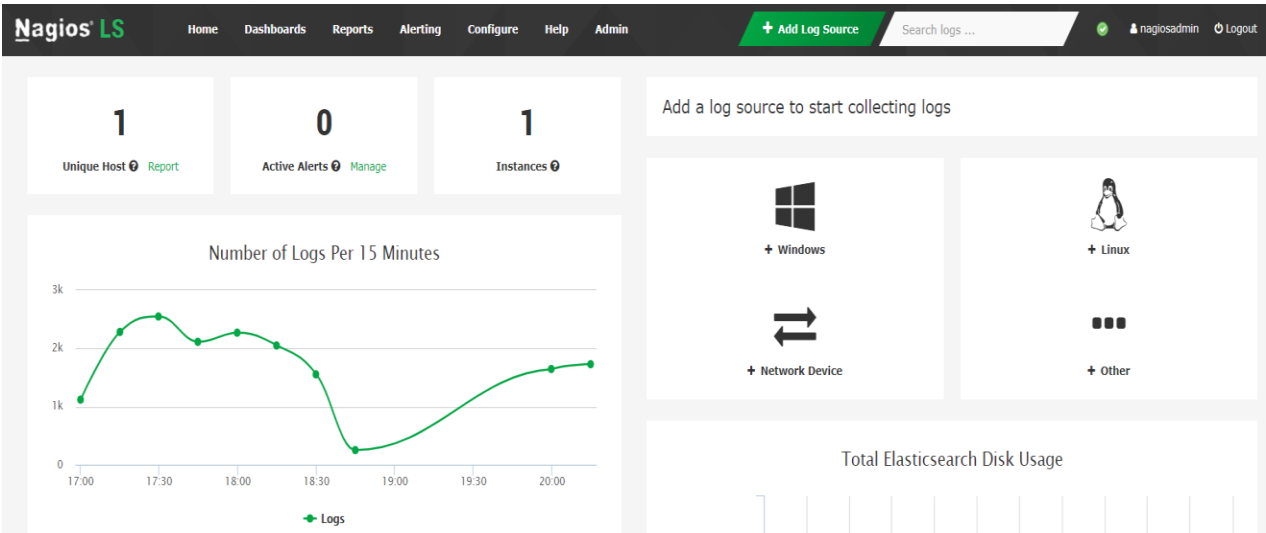 Nagios® LS Home Dashboards Reports Alerting Configure Help Admin + Add Log Source Search logs ... nagiosadmin Logout
1 0 1
Unique Host Report Active Alerts Manage Instances
Add a log source to start collecting logs
+ Windows + Linux
+ Network Device + Other
Number of Logs Per 15 Minutes
3k
2k
1k
0
17:00 17:30 18:00 18:30 19:00 19:30 20:00
Logs
Total Elasticsearch Disk Usage